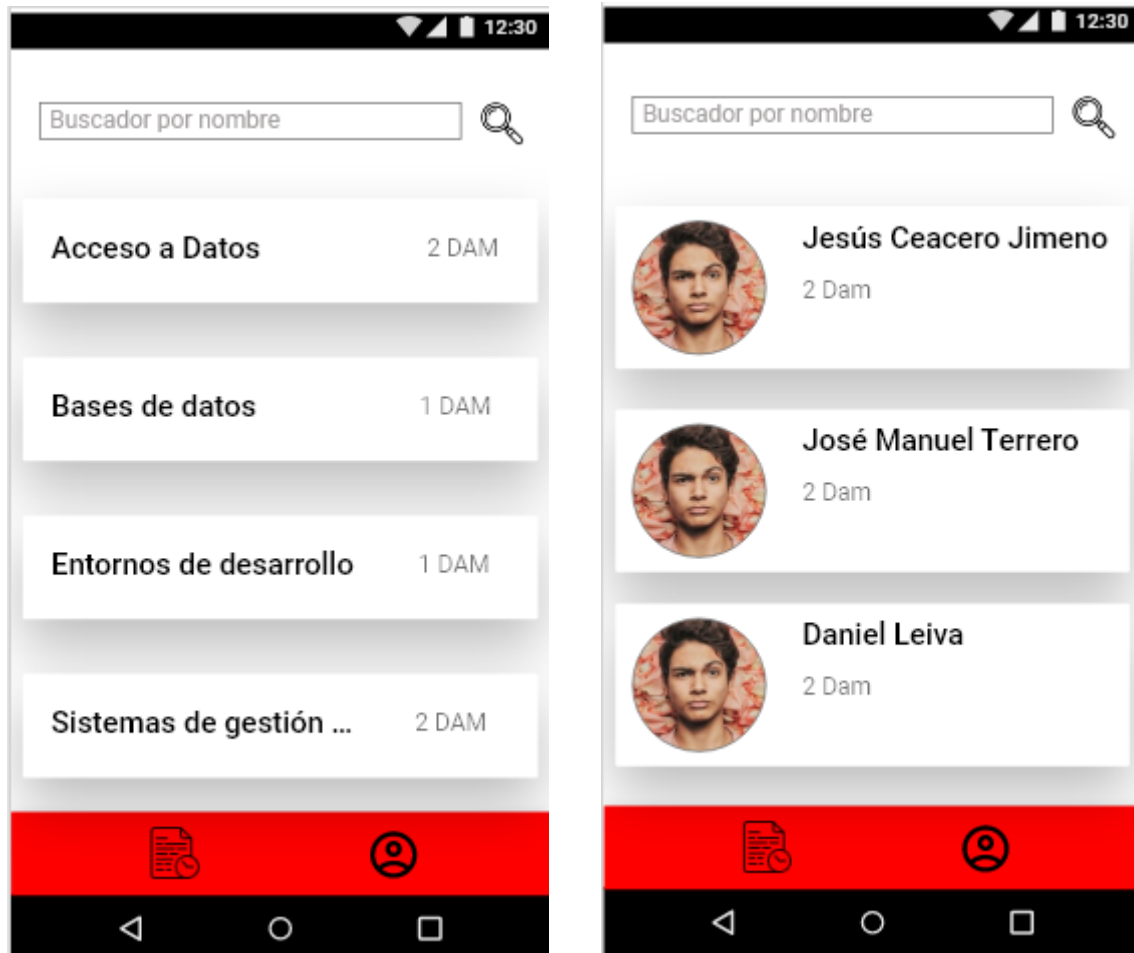 12:30
Buscador por nombre
Acceso a Datos 2 DAM
Bases de datos 1 DAM
Entornos de desarrollo 1 DAM
Sistemas de gestión ... 2 DAM
12:30
Buscador por nombre
Jesús Ceacero Jimeno
2 Dam
José Manuel Terrero
2 Dam
Daniel Leiva
2 Dam